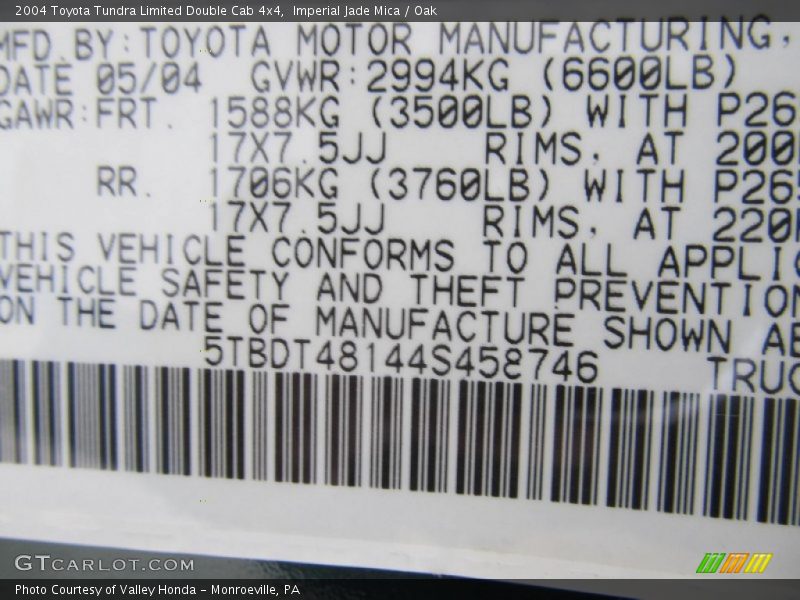 2004 Toyota Tundra Limited Double Cab 4x4, Imperial Jade Mica / Oak
MFD.BY:TOYOTA MOTOR MANUFACTURING,
DATE 05/04 GVWR:2994KG (6600LB)
GAWR:FRT. 1588KG (3500LB) WITH P26
17X7.5JJ RIMS, AT 200
RR. 1706KG (3760LB) WITH P265
17X7.5JJ RIMS, AT 220
THIS VEHICLE CONFORMS TO ALL APPLIC
VEHICLE SAFETY AND THEFT PREVENTION
ON THE DATE OF MANUFACTURE SHOWN AB
5TBDT48144S458746 TRUC
GTCARLOT.COM
Photo Courtesy of Valley Honda - Monroeville, PA